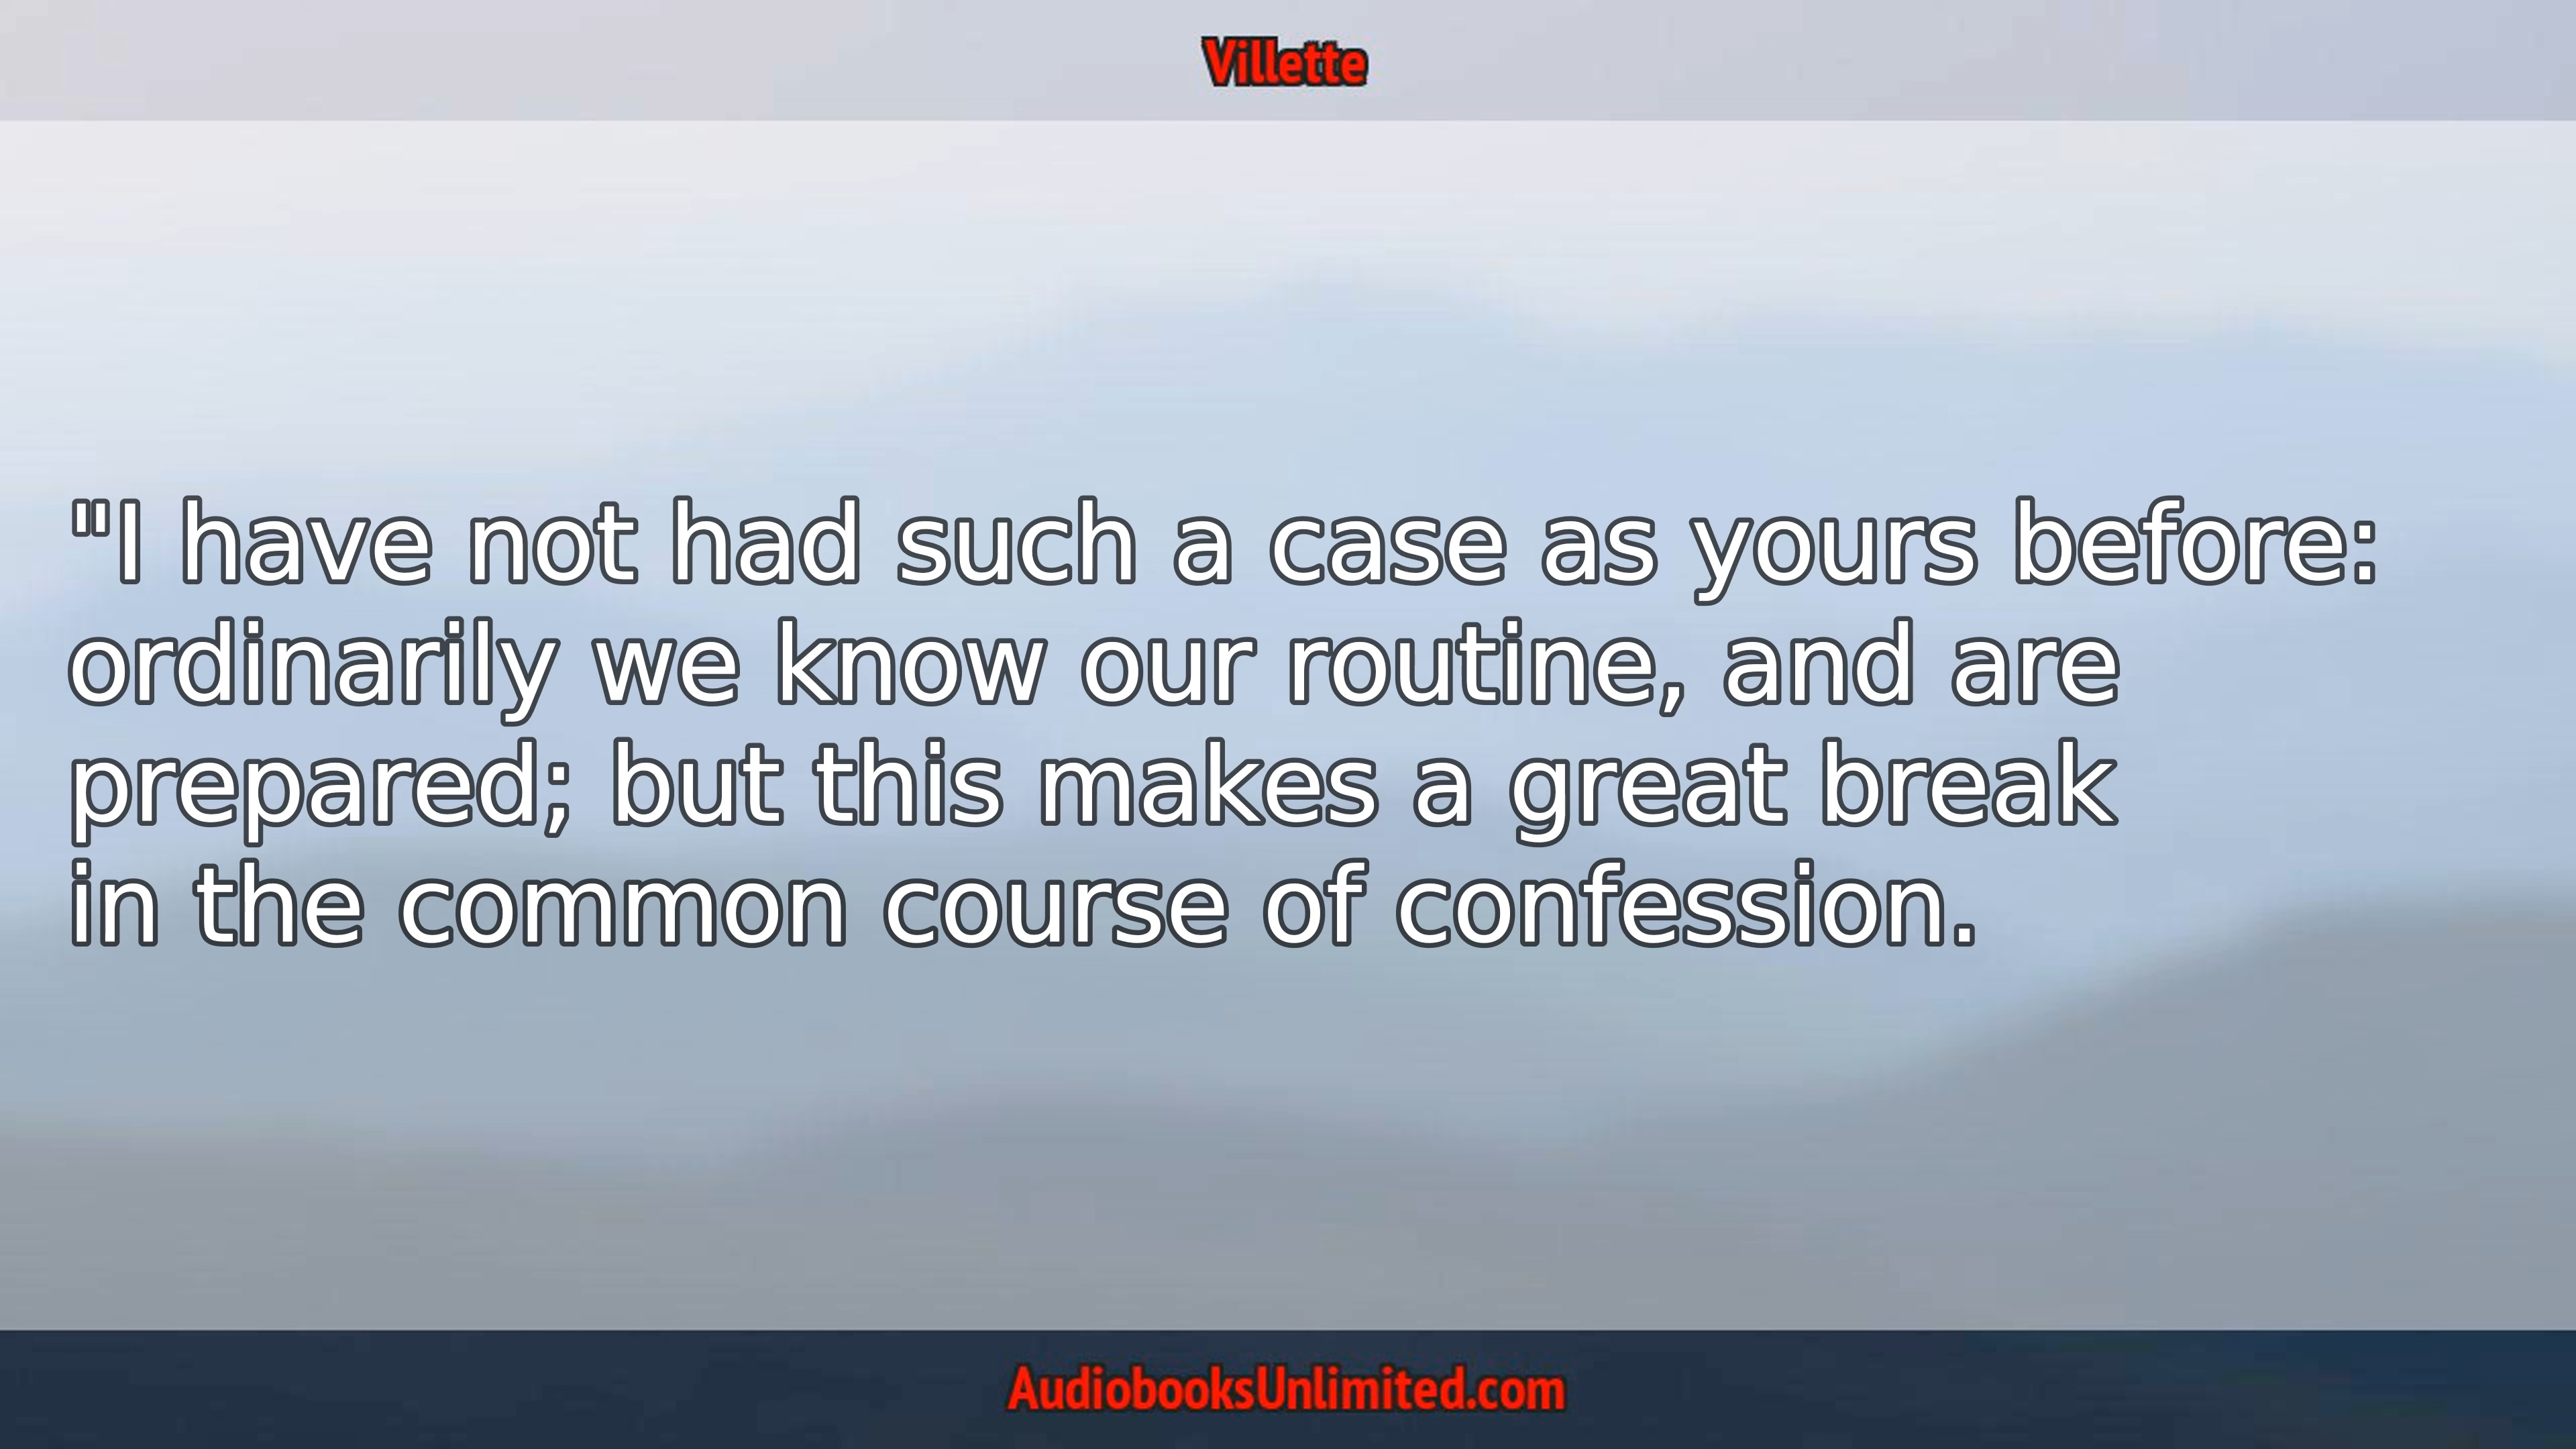 Villette
"I have not had such a case as yours before:
ordinarily we know our routine, and are
prepared; but this makes a great break
in the common course of confession.
AudiobooksUnlimited.com